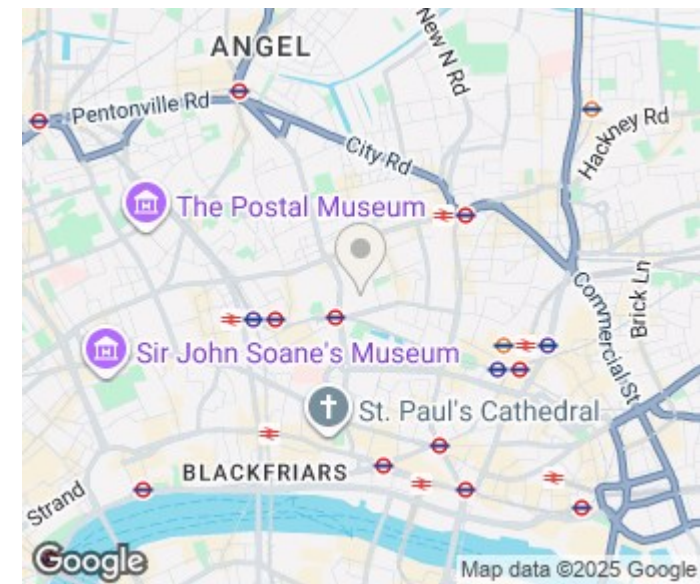 ANGEL
New N Rd
Pentonville Rd
Hackney Rd
City Rd
The Postal Museum
Commercial St
Brick Ln
Sir John Soane's Museum
St. Paul's Cathedral
BLACKFRIARS
Strand
Google
Map data ©2025 Google